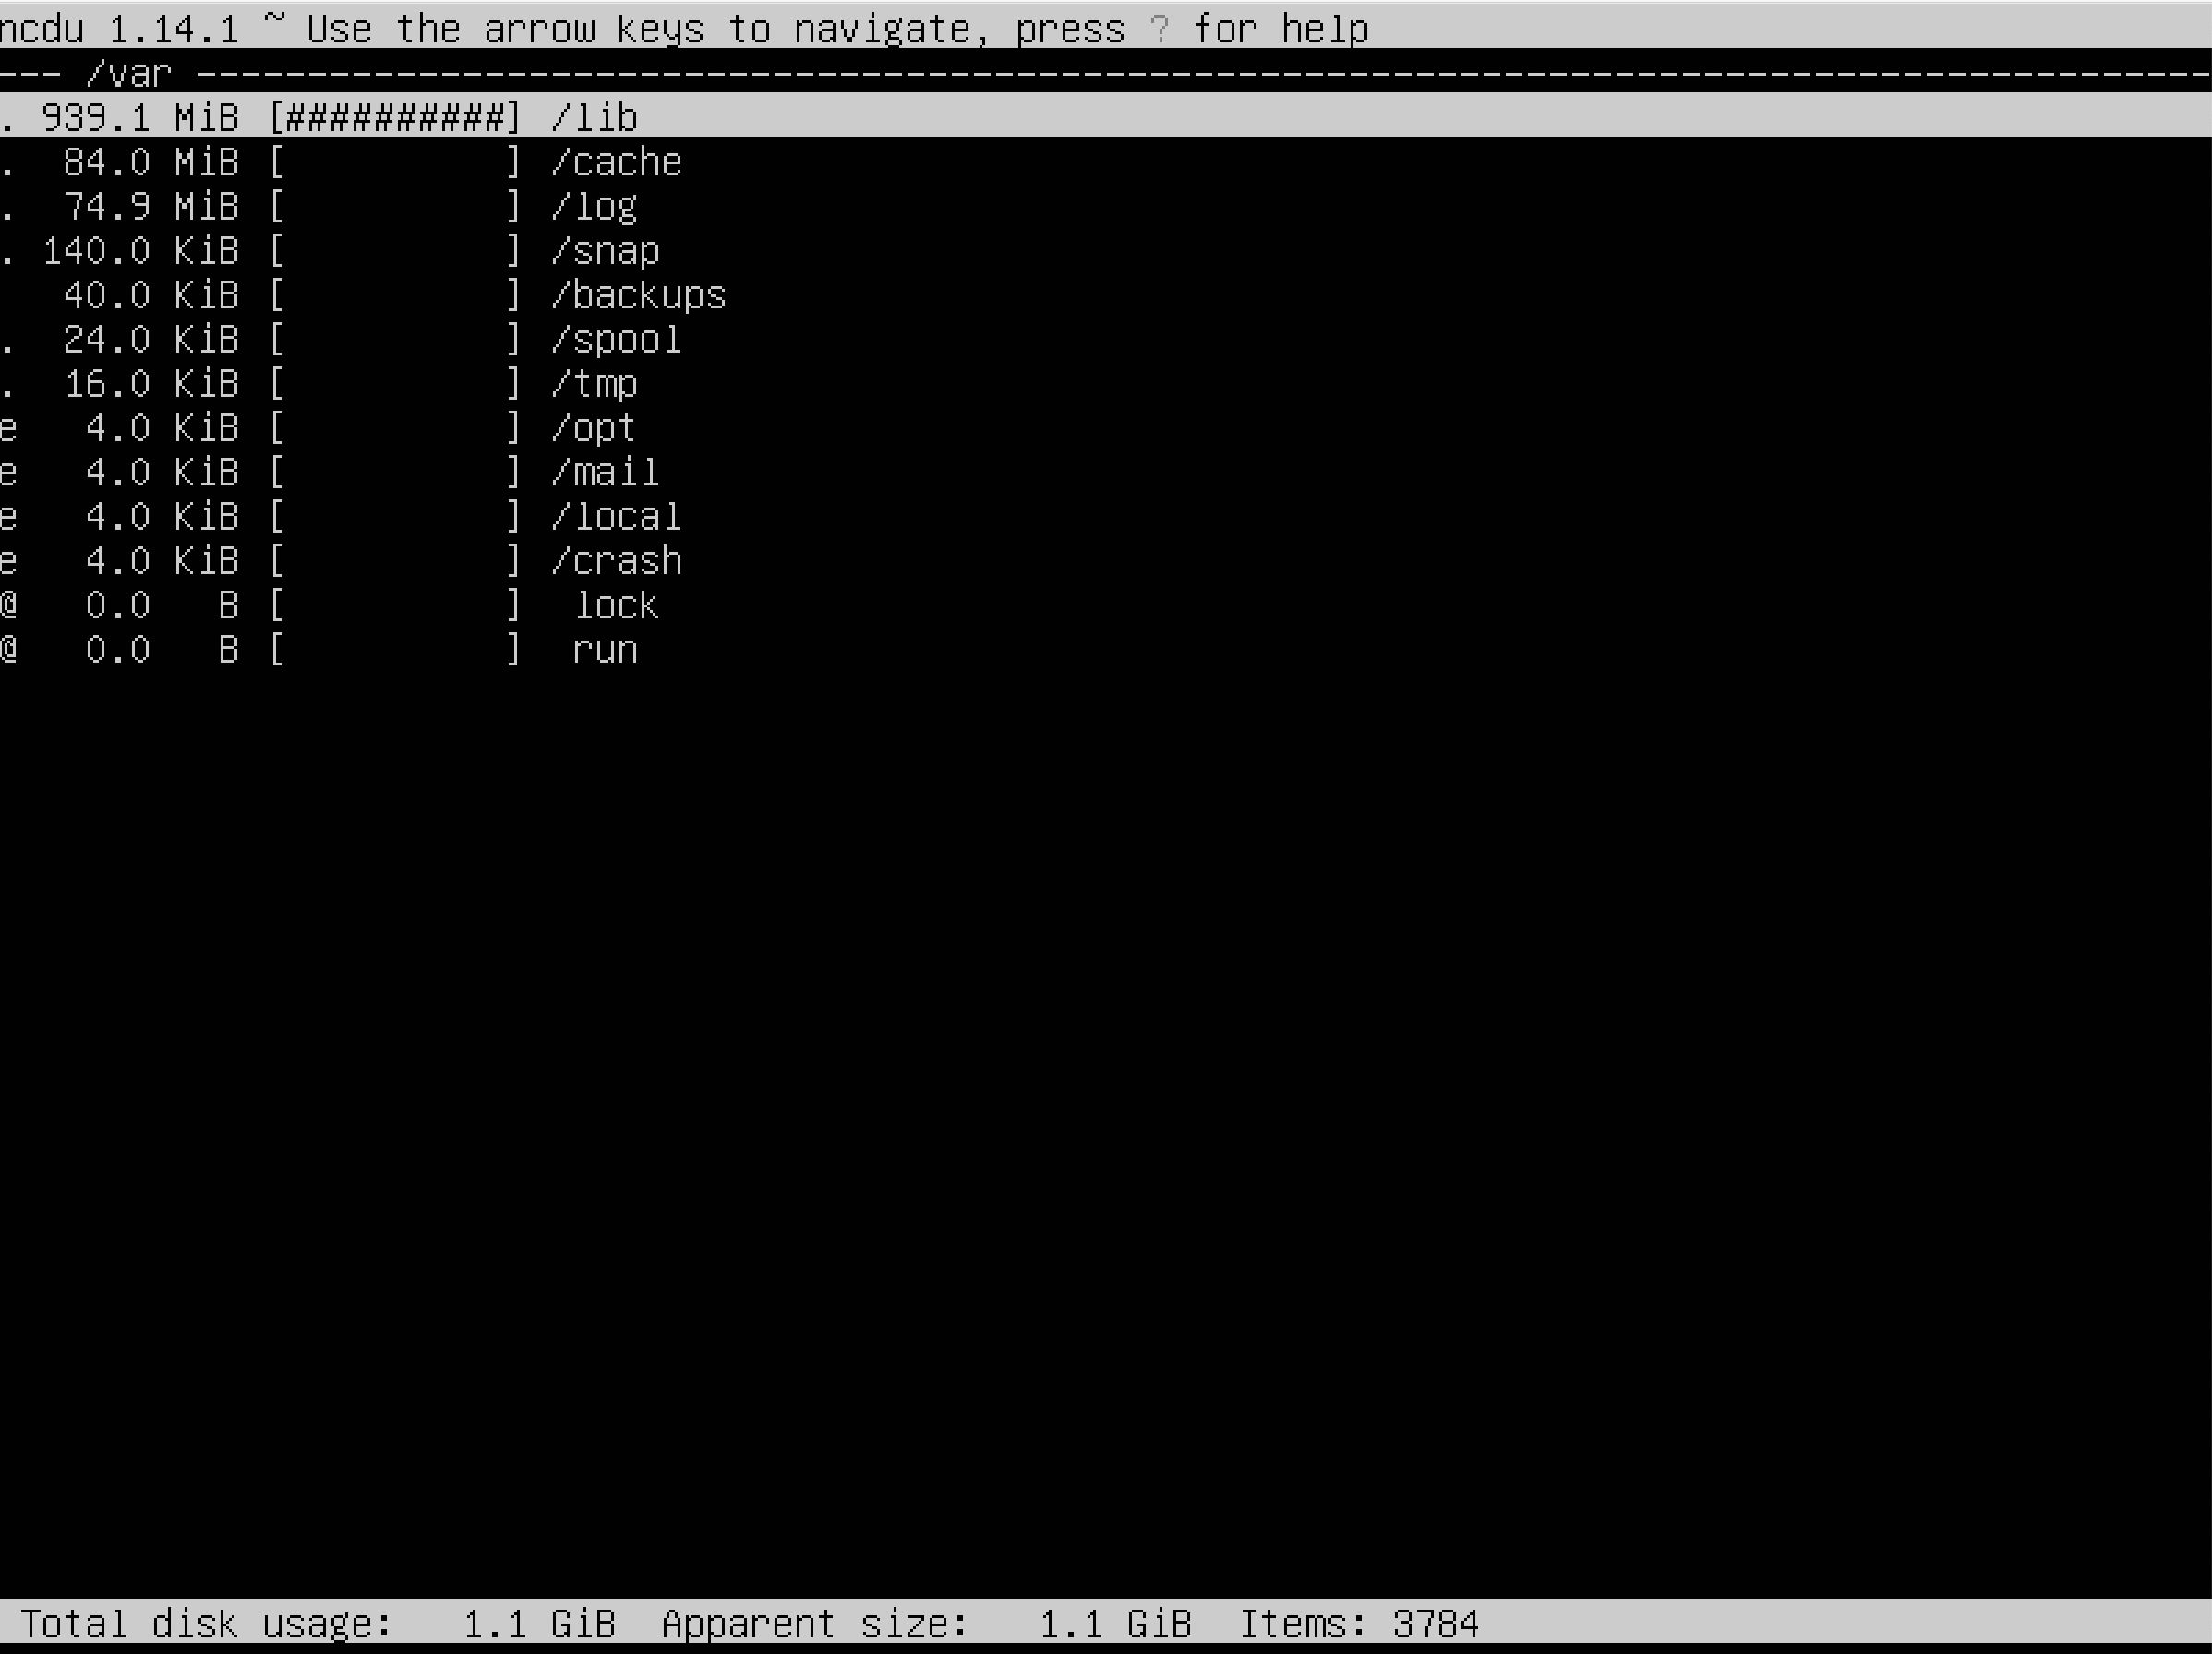 ncdu 1.14.1 ~ Use the arrow keys to navigate, press ? for help
--- /var -------------------------------------------------------------------------------------------
. 939.1 MiB [##########] /lib
.  84.0 MiB [          ] /cache
.  74.9 MiB [          ] /log
. 140.0 KiB [          ] /snap
   40.0 KiB [          ] /backups
.  24.0 KiB [          ] /spool
.  16.0 KiB [          ] /tmp
e   4.0 KiB [          ] /opt
e   4.0 KiB [          ] /mail
e   4.0 KiB [          ] /local
e   4.0 KiB [          ] /crash
@   0.0   B [          ]  lock
@   0.0   B [          ]  run
Total disk usage:   1.1 GiB  Apparent size:   1.1 GiB  Items: 3784